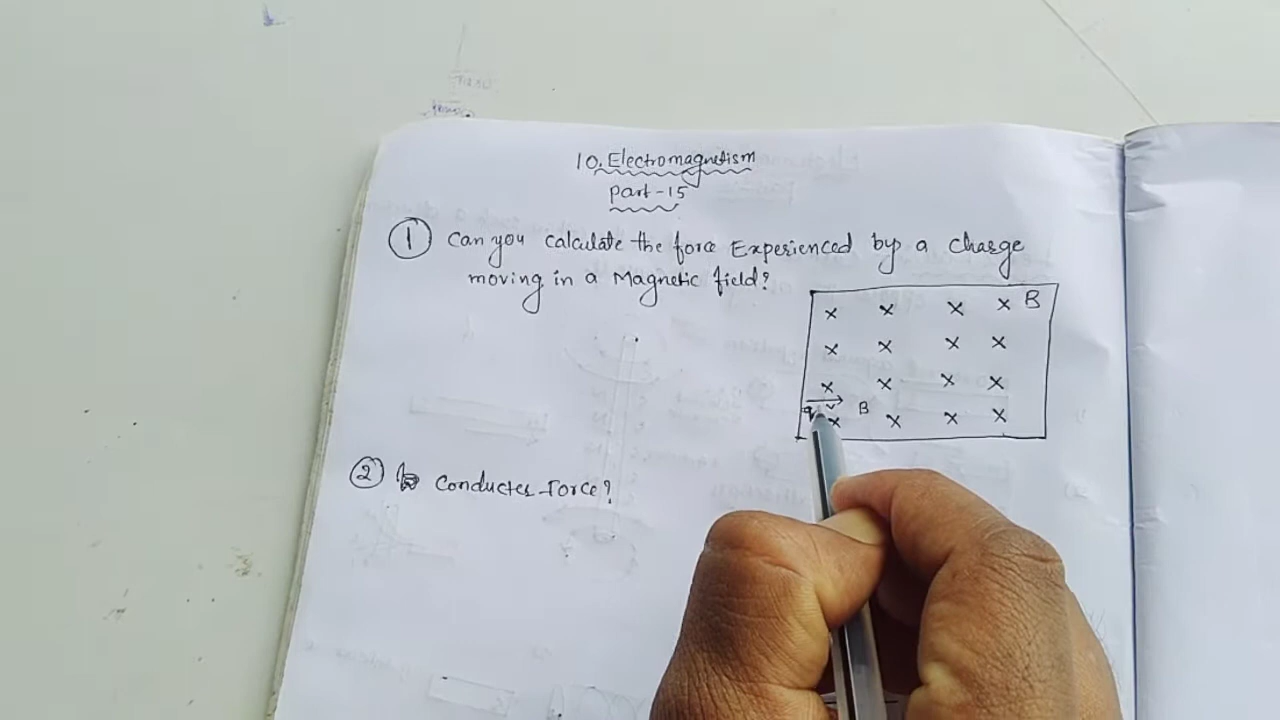 10. Electromagnetism
Part-15
① Can you calculate the force Experienced by a charge
moving in a Magnetic field?
x x x x B
x x x x
x x x x
q v B
x x x x
② Conductor force?